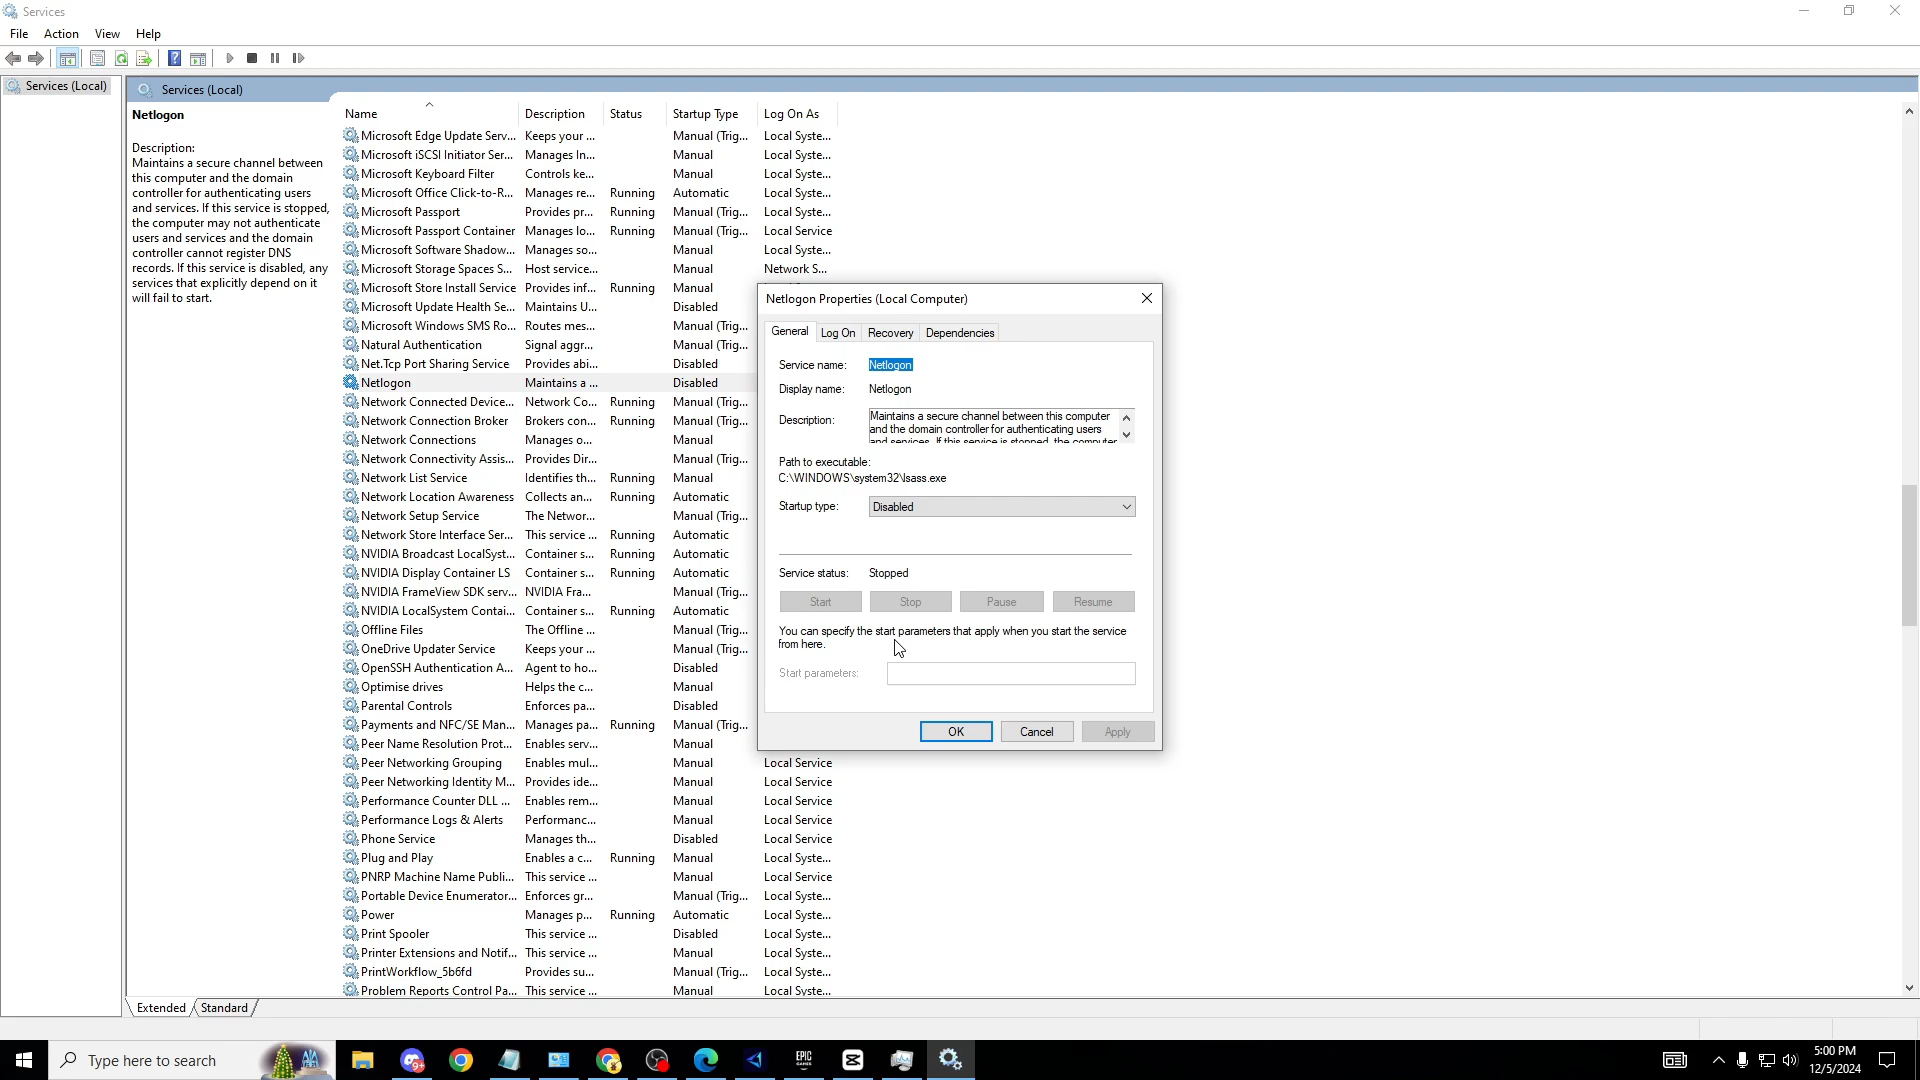 Services
File Action View Help
Services (Local)
Services (Local)
Netlogon
Description:
Maintains a secure channel between
this computer and the domain
controller for authenticating users
and services. If this service is stopped,
the computer may not authenticate
users and services and the domain
controller cannot register DNS
records. If this service is disabled, any
services that explicitly depend on it
will fail to start.
Name Description Status Startup Type Log On As
Microsoft Edge Update Serv... Keeps your ... Manual (Trig... Local Syste...
Microsoft iSCSI Initiator Ser... Manages In... Manual Local Syste...
Microsoft Keyboard Filter Controls ke... Manual Local Syste...
Microsoft Office Click-to-R... Manages re... Running Automatic Local Syste...
Microsoft Passport Provides pr... Running Manual (Trig... Local Syste...
Microsoft Passport Container Manages lo... Running Manual (Trig... Local Service
Microsoft Software Shadow... Manages so... Manual Local Syste...
Microsoft Storage Spaces S... Host service... Manual Network S...
Microsoft Store Install Service Provides inf... Running Manual
Microsoft Update Health Se... Maintains U... Disabled
Microsoft Windows SMS Ro... Routes mes... Manual (Trig...
Natural Authentication Signal aggr... Manual (Trig...
Net.Tcp Port Sharing Service Provides abi... Disabled
Netlogon Maintains a ... Disabled
Network Connected Device... Network Co... Running Manual (Trig...
Network Connection Broker Brokers con... Running Manual (Trig...
Network Connections Manages o... Manual
Network Connectivity Assis... Provides Dir... Manual (Trig...
Network List Service Identifies th... Running Manual
Network Location Awareness Collects an... Running Automatic
Network Setup Service The Networ... Manual (Trig...
Network Store Interface Ser... This service ... Running Automatic
NVIDIA Broadcast LocalSyst... Container s... Running Automatic
NVIDIA Display Container LS Container s... Running Automatic
NVIDIA FrameView SDK serv... NVIDIA Fra... Manual (Trig...
NVIDIA LocalSystem Contai... Container s... Running Automatic
Offline Files The Offline ... Manual (Trig...
OneDrive Updater Service Keeps your ... Manual (Trig...
OpenSSH Authentication A... Agent to ho... Disabled
Optimise drives Helps the c... Manual
Parental Controls Enforces pa... Disabled
Payments and NFC/SE Man... Manages pa... Running Manual (Trig...
Peer Name Resolution Prot... Enables serv... Manual
Peer Networking Grouping Enables mul... Manual Local Service
Peer Networking Identity M... Provides ide... Manual Local Service
Performance Counter DLL ... Enables rem... Manual Local Service
Performance Logs & Alerts Performanc... Manual Local Service
Phone Service Manages th... Disabled Local Service
Plug and Play Enables a c... Running Manual Local Syste...
PNRP Machine Name Publi... This service ... Manual Local Service
Portable Device Enumerator... Enforces gr... Manual (Trig... Local Syste...
Power Manages p... Running Automatic Local Syste...
Print Spooler This service ... Disabled Local Syste...
Printer Extensions and Notif... This service ... Manual Local Syste...
PrintWorkflow_5b6fd Provides su... Manual (Trig... Local Syste...
Problem Reports Control Pa... This service ... Manual Local Syste...
Netlogon Properties (Local Computer)
General Log On Recovery Dependencies
Service name: Netlogon
Display name: Netlogon
Description: Maintains a secure channel between this computer
and the domain controller for authenticating users
and services. If this service is stopped, the computer
Path to executable:
C:\WINDOWS\system32\lsass.exe
Startup type: Disabled
Service status: Stopped
Start Stop Pause Resume
You can specify the start parameters that apply when you start the service
from here.
Start parameters:
OK Cancel Apply
Extended Standard
Type here to search
9+
EPIC
GAMES
5:00 PM
12/5/2024